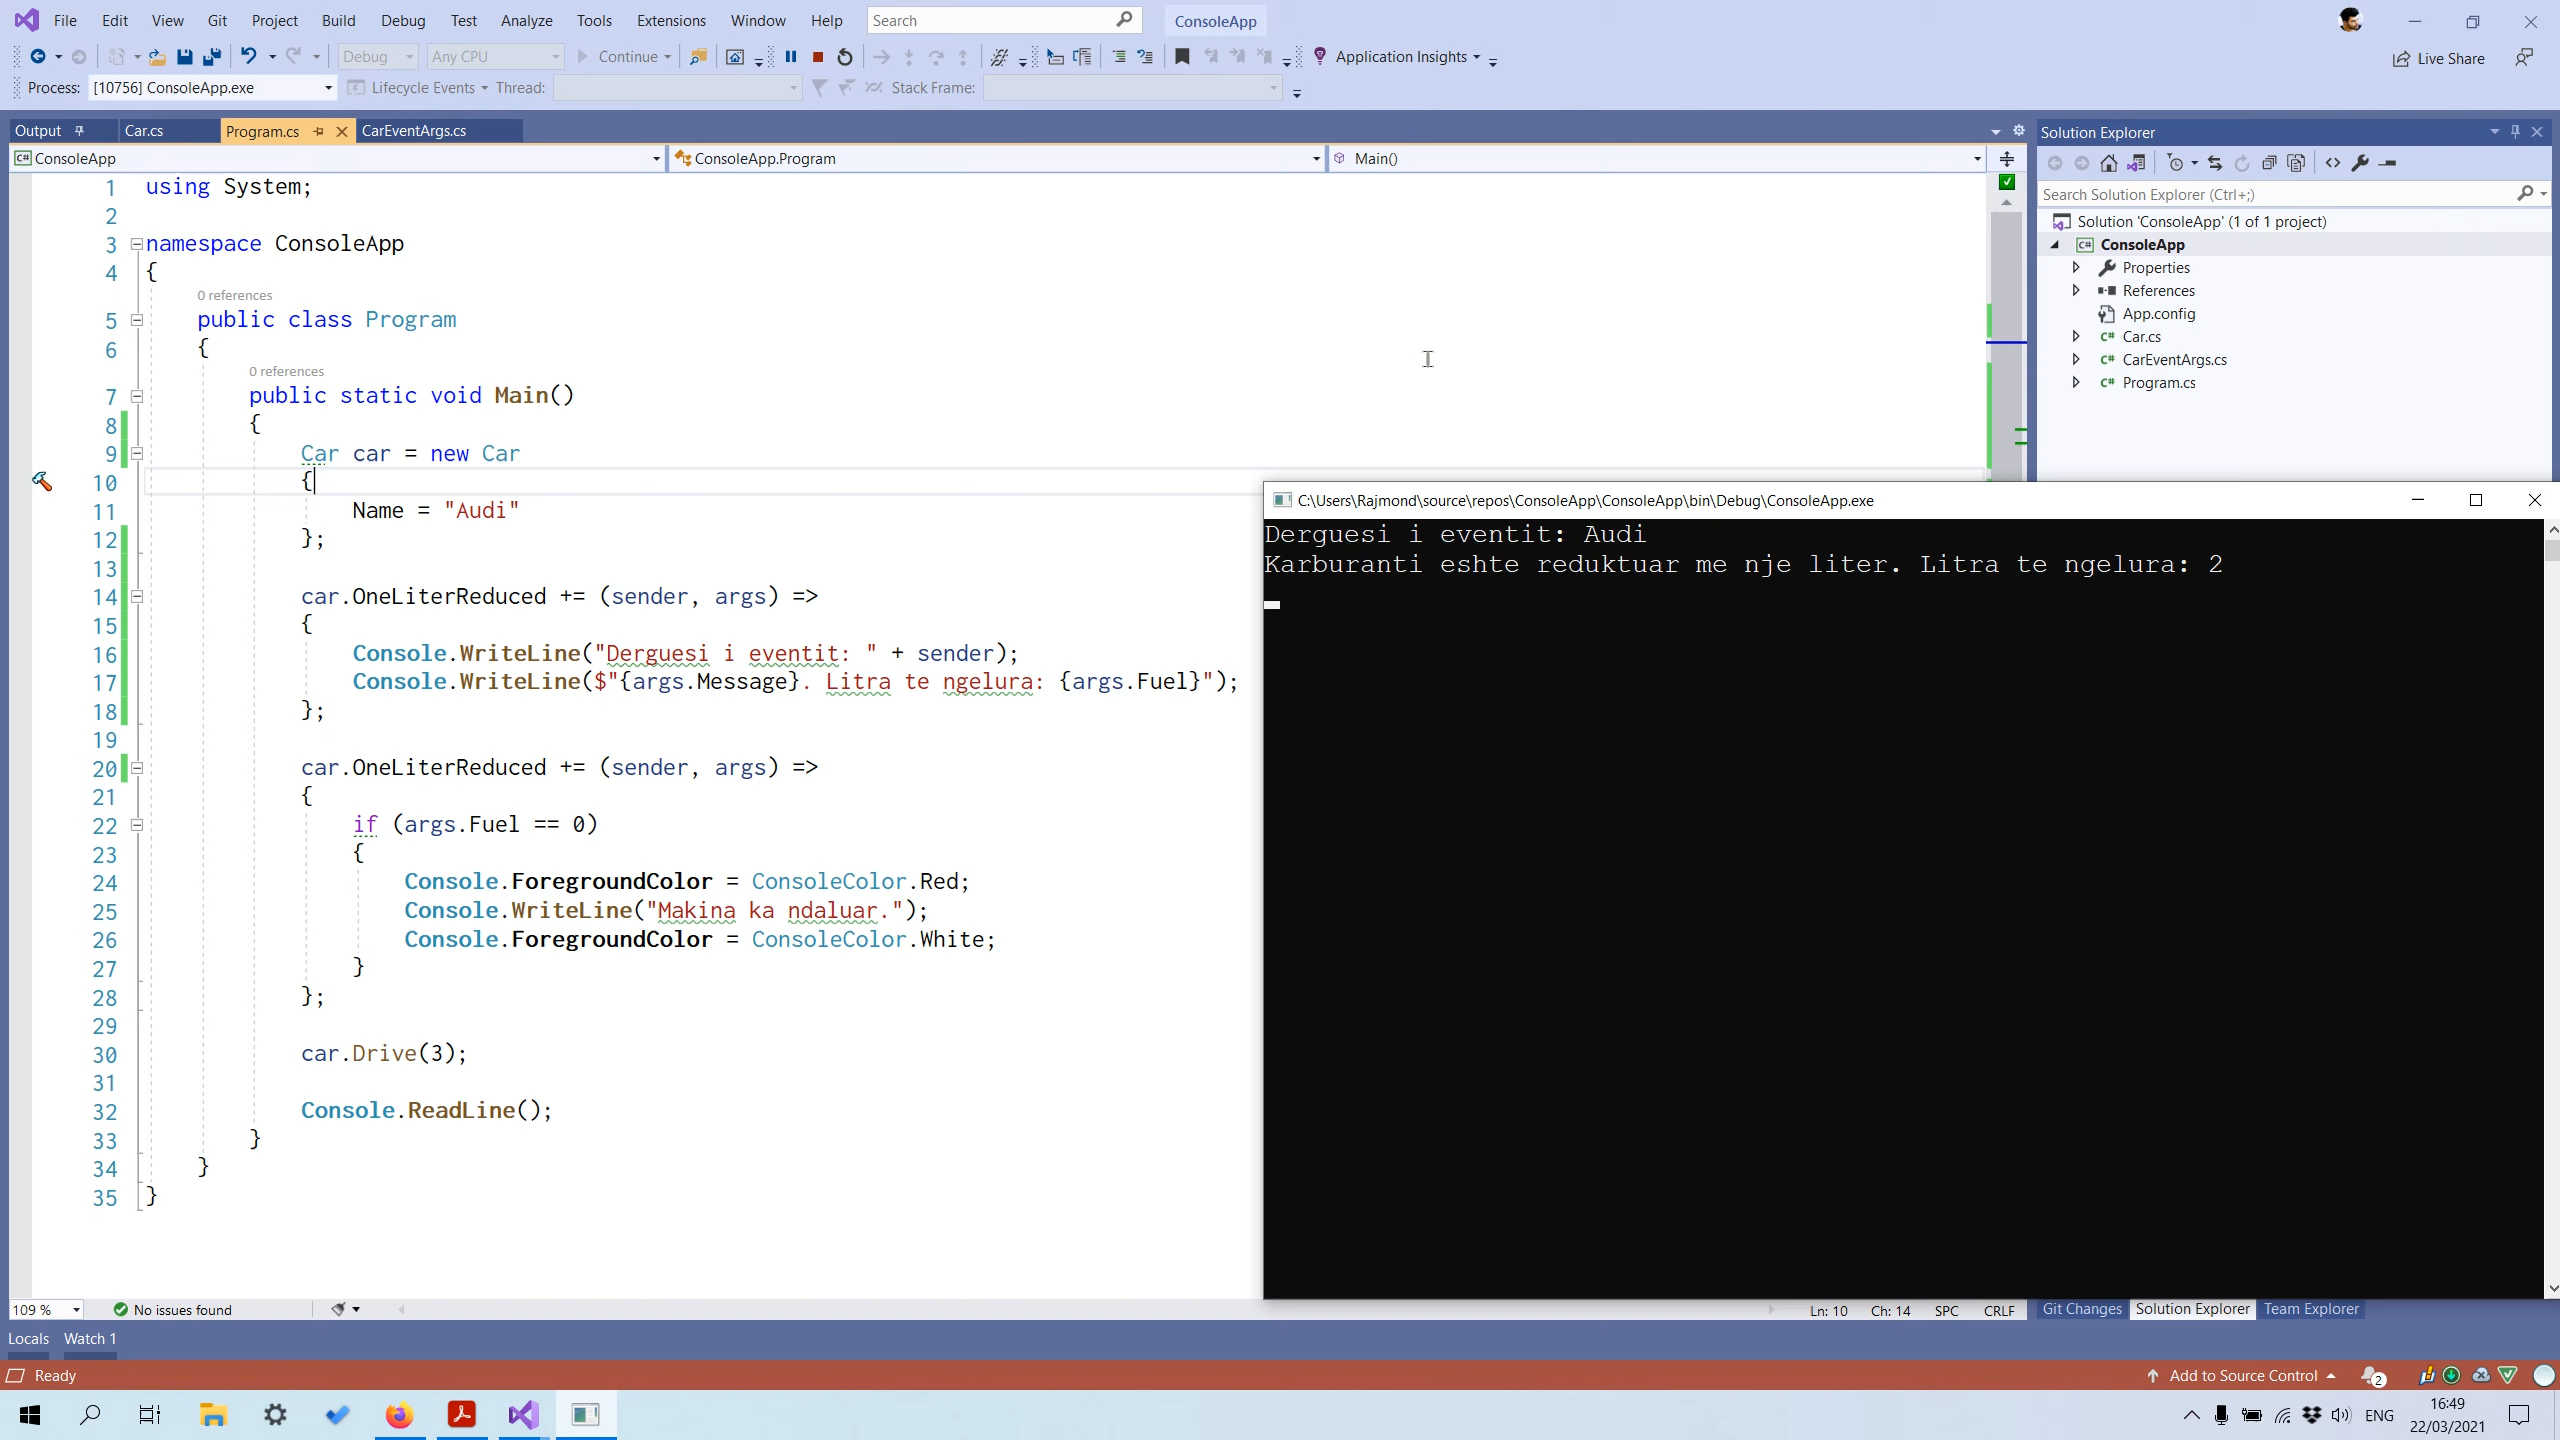 File Edit View Git Project Build Debug Test Analyze Tools Extensions Window Help Search ConsoleApp
Debug Any CPU Continue Application Insights Live Share
Process: [10756] ConsoleApp.exe Lifecycle Events Thread: Stack Frame:
Output Car.cs Program.cs CarEventArgs.cs
C# ConsoleApp ConsoleApp.Program Main()
1 using System;
2
3 namespace ConsoleApp
4 {
0 references
5 public class Program
6 {
0 references
7 public static void Main()
8 {
9 Car car = new Car
10 {
11 Name = "Audi"
12 };
13
14 car.OneLiterReduced += (sender, args) =>
15 {
16 Console.WriteLine("Derguesi i eventit: " + sender);
17 Console.WriteLine($"{args.Message}. Litra te ngelura: {args.Fuel}");
18 };
19
20 car.OneLiterReduced += (sender, args) =>
21 {
22 if (args.Fuel == 0)
23 {
24 Console.ForegroundColor = ConsoleColor.Red;
25 Console.WriteLine("Makina ka ndaluar.");
26 Console.ForegroundColor = ConsoleColor.White;
27 }
28 };
29
30 car.Drive(3);
31
32 Console.ReadLine();
33 }
34 }
35 }
Solution Explorer
Search Solution Explorer (Ctrl+;)
Solution 'ConsoleApp' (1 of 1 project)
C# ConsoleApp
Properties
References
App.config
C# Car.cs
C# CarEventArgs.cs
C# Program.cs
C:\Users\Rajmond\source\repos\ConsoleApp\ConsoleApp\bin\Debug\ConsoleApp.exe
Derguesi i eventit: Audi
Karburanti eshte reduktuar me nje liter. Litra te ngelura: 2
109 % No issues found Ln: 10 Ch: 14 SPC CRLF
Git Changes Solution Explorer Team Explorer
Locals Watch 1
Ready Add to Source Control 2
ENG 16:49
22/03/2021